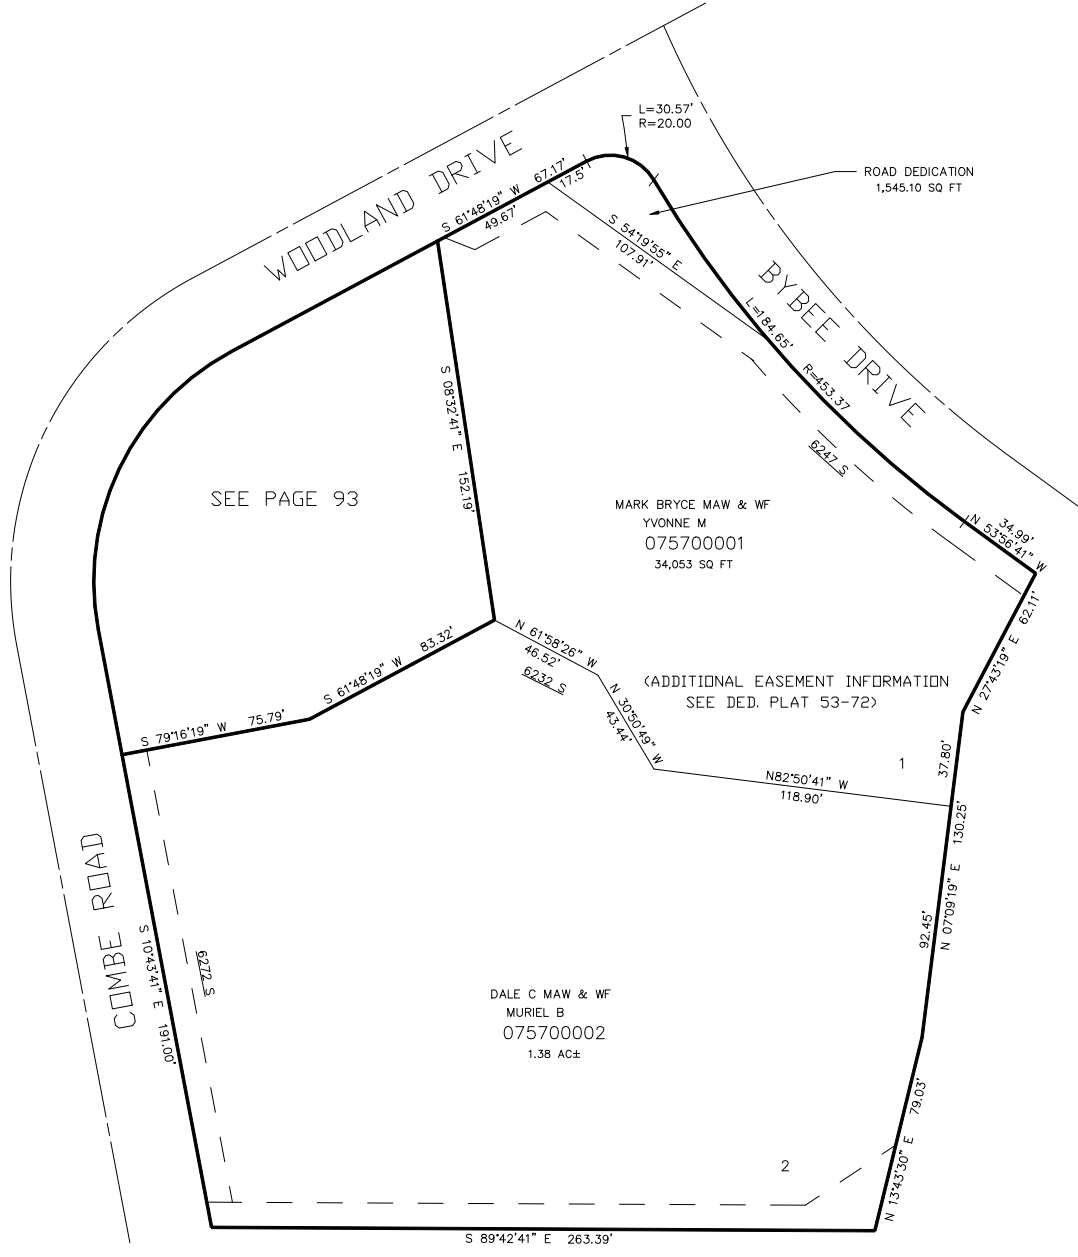 L=30.57'
R=20.00
ROAD DEDICATION
1,545.10 SQ FT
WOODLAND DRIVE
S 61°48'19" W 67.17'
49.67'
17.5'
S 54°19'55" E
107.91'
BYBEE DRIVE
L=184.65' R=453.37
6247 S
S 08°32'41" E 152.19'
SEE PAGE 93
MARK BRYCE MAW & WF
YVONNE M
075700001
34,053 SQ FT
34.99'
N 53°56'41" W
N 27°43'19" E 62.11'
S 61°48'19" W 83.32'
S 79°16'19" W 75.79'
N 61°58'26" W
46.52'
6232 S
N 30°50'49" W
43.44'
(ADDITIONAL EASEMENT INFORMATION
SEE DED. PLAT 53-72)
1
N82°50'41" W
118.90'
37.80'
N 07°09'19" E 130.25'
92.45'
COMBE ROAD
S 10°43'41" E 191.00'
6272 S
DALE C MAW & WF
MURIEL B
075700002
1.38 AC±
N 13°43'30" E 79.03'
2
S 89°42'41" E 263.39'